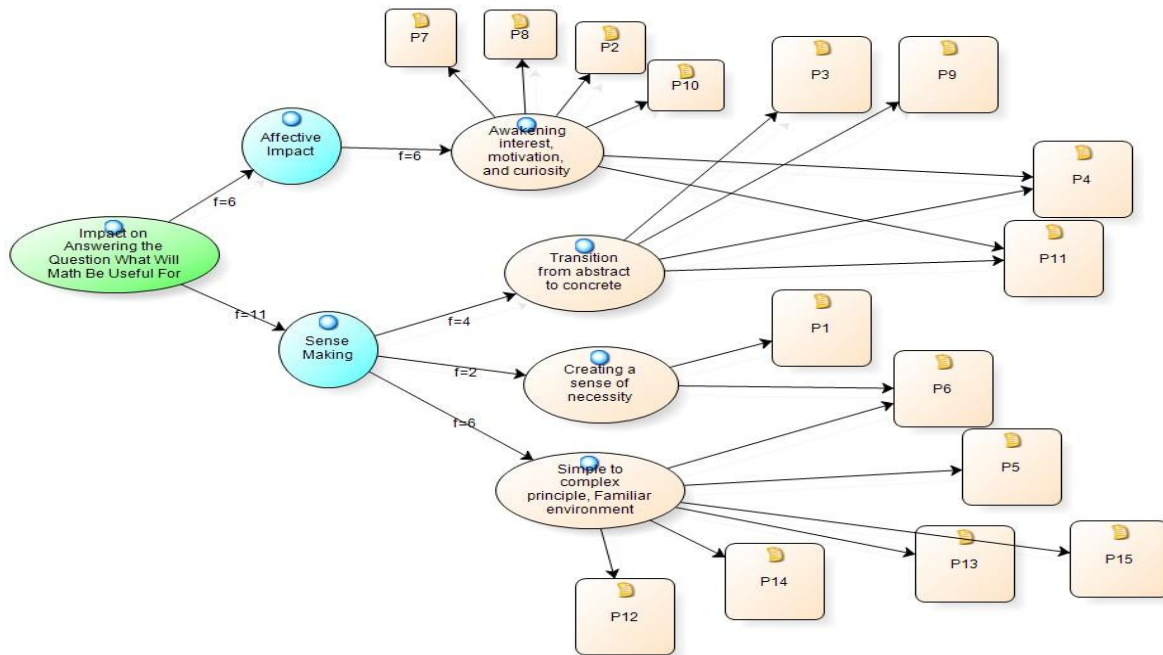 P7
P8
P2
P10
P3
P9
Affective
Impact
f=6
Awakening
interest,
motivation,
and curiosity
P4
f=6
Impact on
Answering the
Question What Will
Math Be Useful For
Transition
from abstract
to concrete
P11
f=11
Sense
Making
f=4
P1
f=2
Creating a
sense of
necessity
P6
f=6
Simple to
complex
principle, Familiar
environment
P5
P12
P14
P13
P15